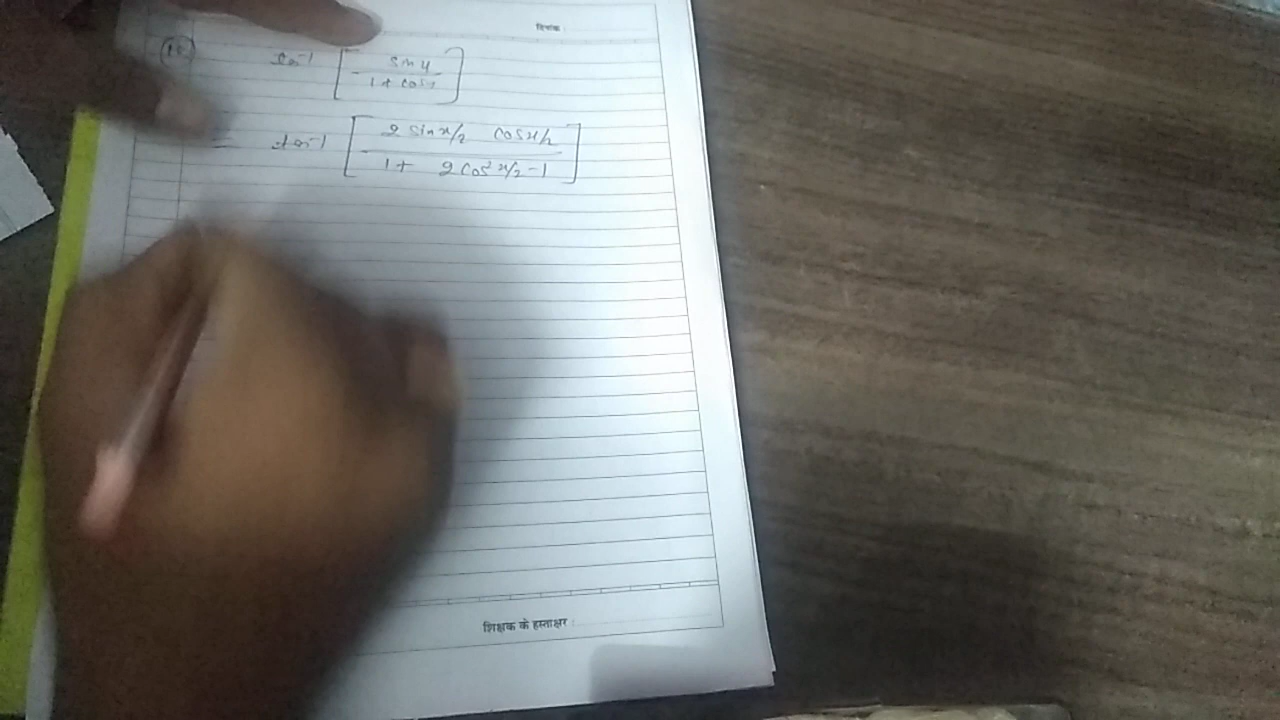 दिनांक :
(10) tan⁻¹ [ sin x / 1 + cos x ]
= tan⁻¹ [ 2 sin x/2 cos x/2 / 1 + 2 cos² x/2 - 1 ]
शिक्षक के हस्ताक्षर :